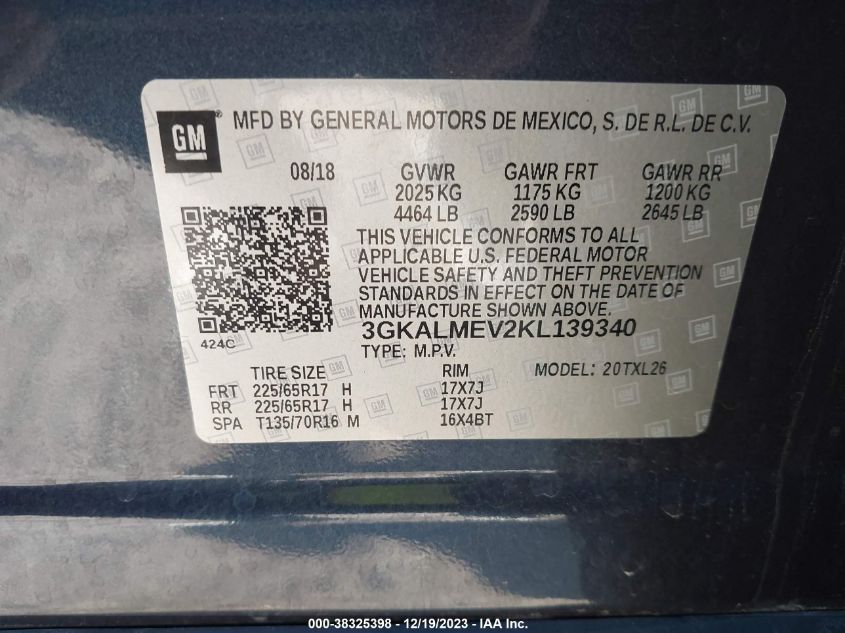 GM ® MFD BY GENERAL MOTORS DE MEXICO, S. DE R.L. DE C.V.
08/18 GVWR GAWR FRT GAWR RR
2025 KG 1175 KG 1200 KG
4464 LB 2590 LB 2645 LB
THIS VEHICLE CONFORMS TO ALL
APPLICABLE U.S. FEDERAL MOTOR
VEHICLE SAFETY AND THEFT PREVENTION
STANDARDS IN EFFECT ON THE DATE OF
MANUFACTURE SHOWN ABOVE.
424C 3GKALMEV2KL139340
TYPE: M.P.V.
TIRE SIZE RIM MODEL: 20TXL26
FRT 225/65R17 H 17X7J
RR 225/65R17 H 17X7J
SPA T135/70R16 M 16X4BT
000-38325398 - 12/19/2023 - IAA Inc.